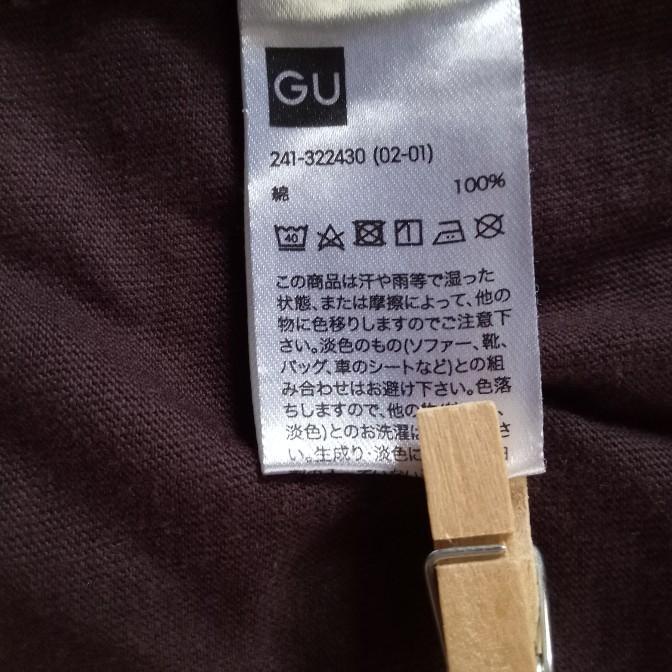 GU
241-322430 (02-01)
綿 100%
40
この商品は汗や雨等で湿った
状態、または摩擦によって、他の
物に色移りしますのでご注意下
さい。淡色のもの(ソファー、靴、
バッグ、車のシートなど)との組
み合わせはお避け下さい。色落
ちしますので、他の
淡色)とのお洗濯は さ
い。生成り・淡色に